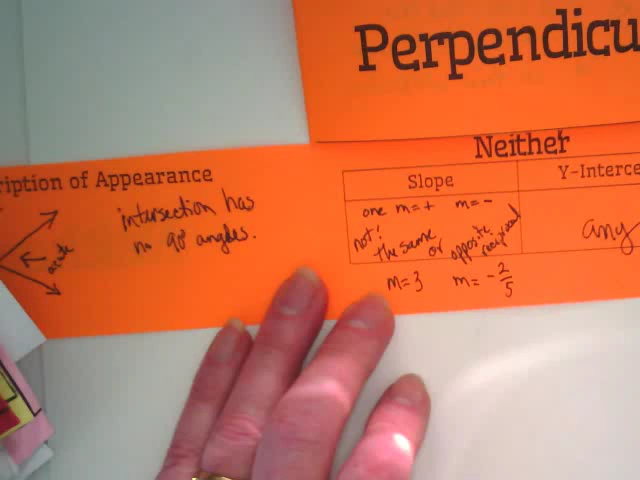 Perpendicu
Neither
ription of Appearance
Slope
Y-Interce
intersection has
no 90° angles.
acute
one m=+ m=-
not! the same or opposite reciprocal
any
m=3 m=-2/5